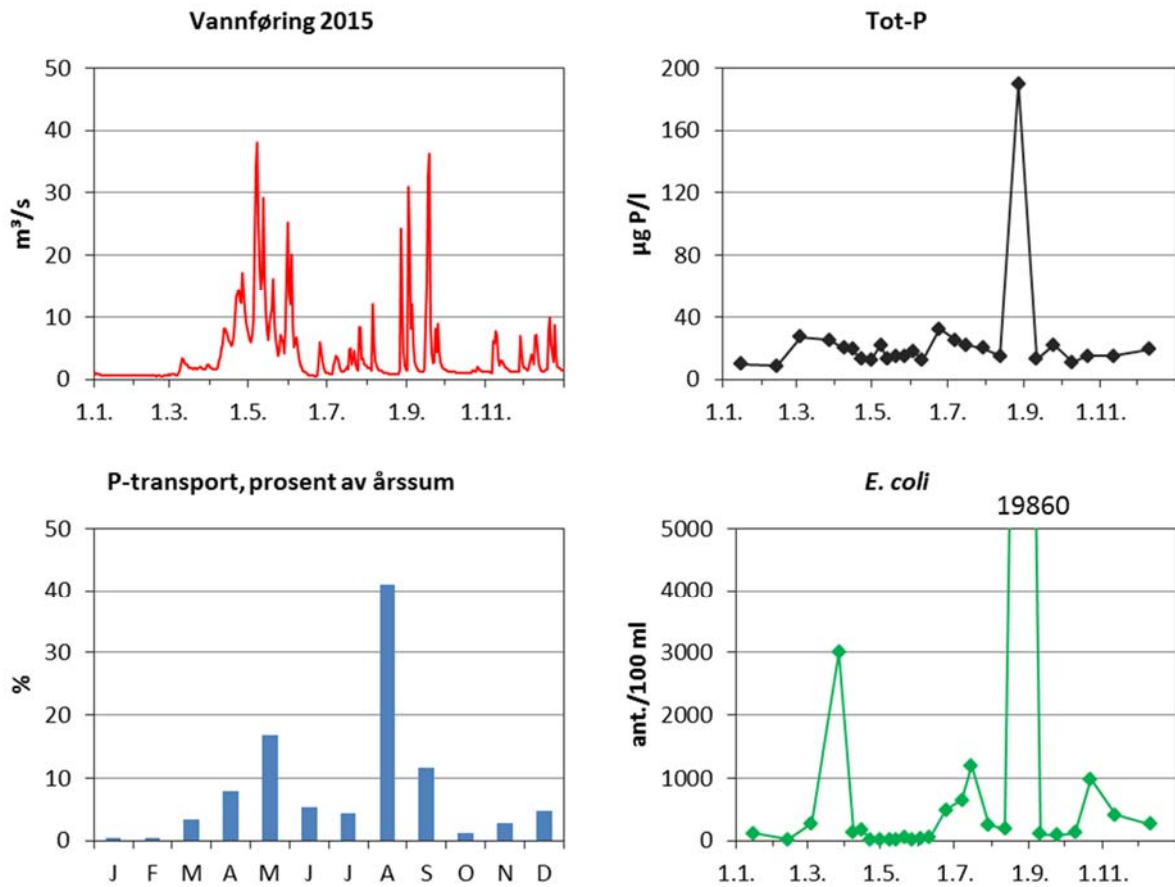 Vannføring 2015
m³/s
50
40
30
20
10
0
1.1. 1.3. 1.5. 1.7. 1.9. 1.11.
Tot-P
µg P/l
200
160
120
80
40
0
1.1. 1.3. 1.5. 1.7. 1.9. 1.11.
P-transport, prosent av årssum
%
50
40
30
20
10
0
J F M A M J J A S O N D
E. coli
19860
ant./100 ml
5000
4000
3000
2000
1000
0
1.1. 1.3. 1.5. 1.7. 1.9. 1.11.